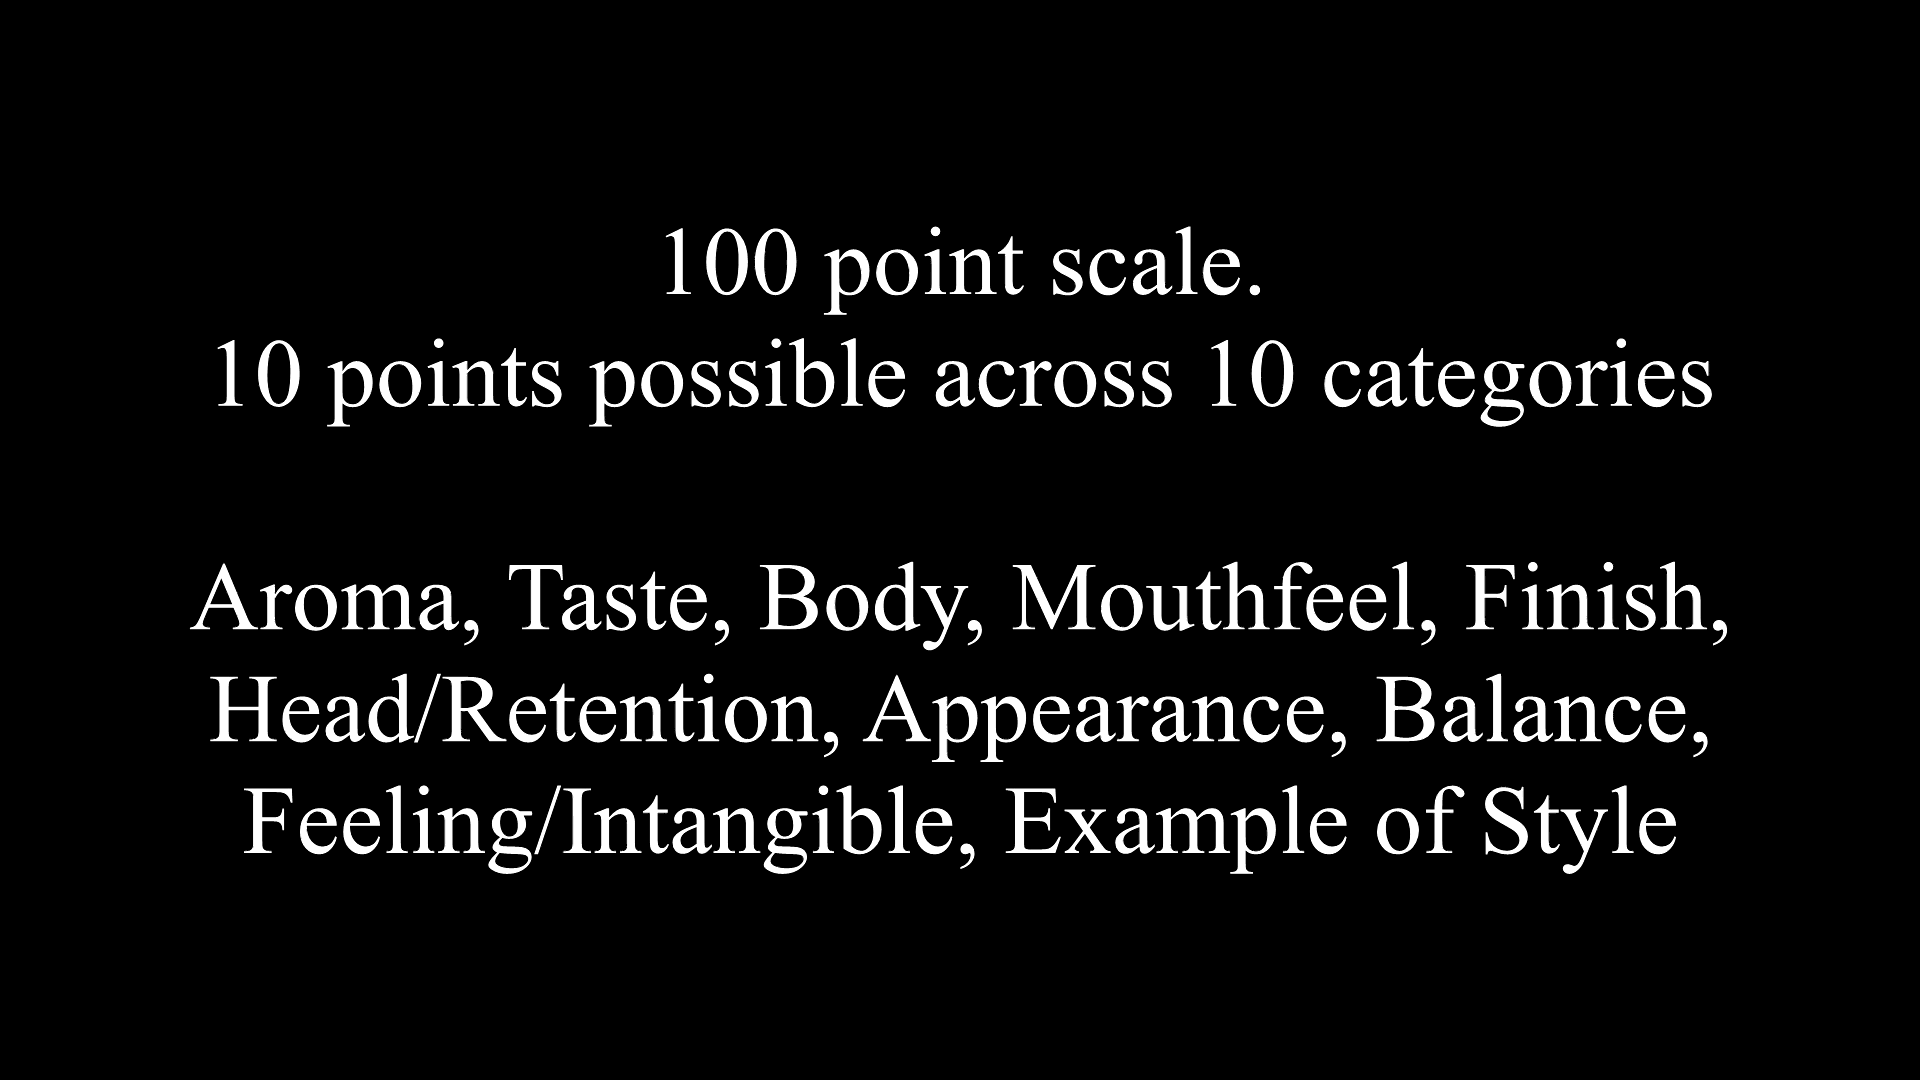 100 point scale.
10 points possible across 10 categories
Aroma, Taste, Body, Mouthfeel, Finish,
Head/Retention, Appearance, Balance,
Feeling/Intangible, Example of Style